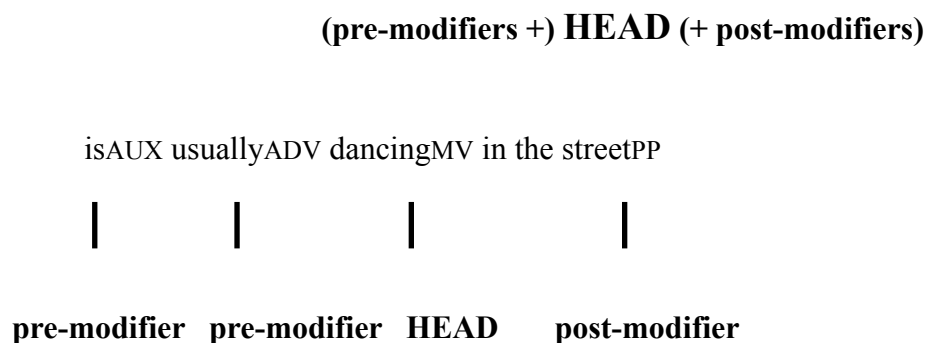 (pre-modifiers +) HEAD (+ post-modifiers)
isAUX usuallyADV dancingMV in the streetPP
pre-modifier pre-modifier HEAD post-modifier